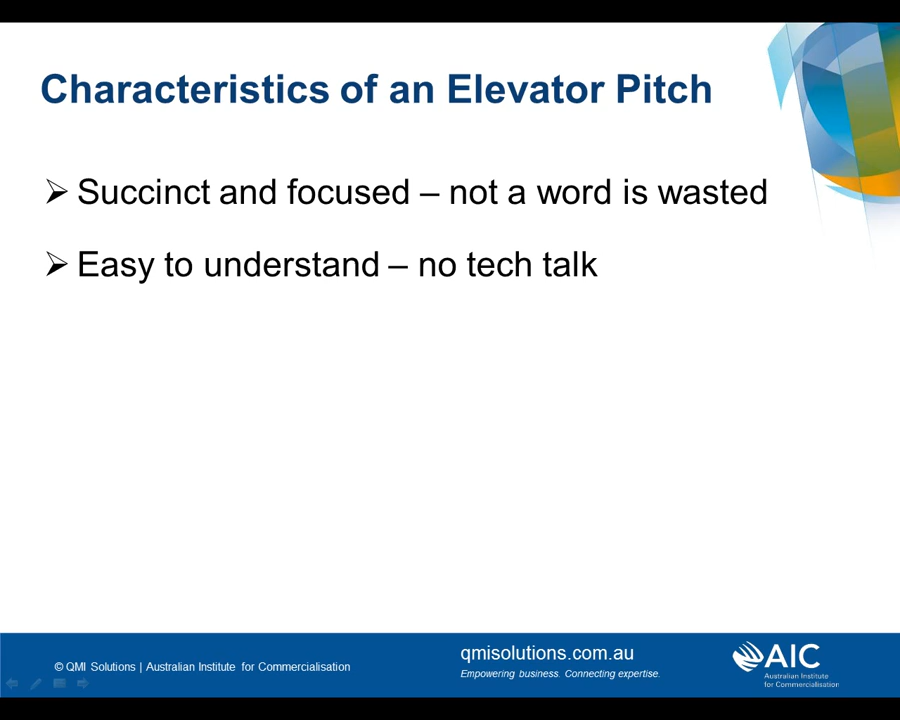 Characteristics of an Elevator Pitch
➢ Succinct and focused – not a word is wasted
➢ Easy to understand – no tech talk
© QMI Solutions | Australian Institute for Commercialisation
qmisolutions.com.au
Empowering business. Connecting expertise.
AIC
Australian Institute
for Commercialisation